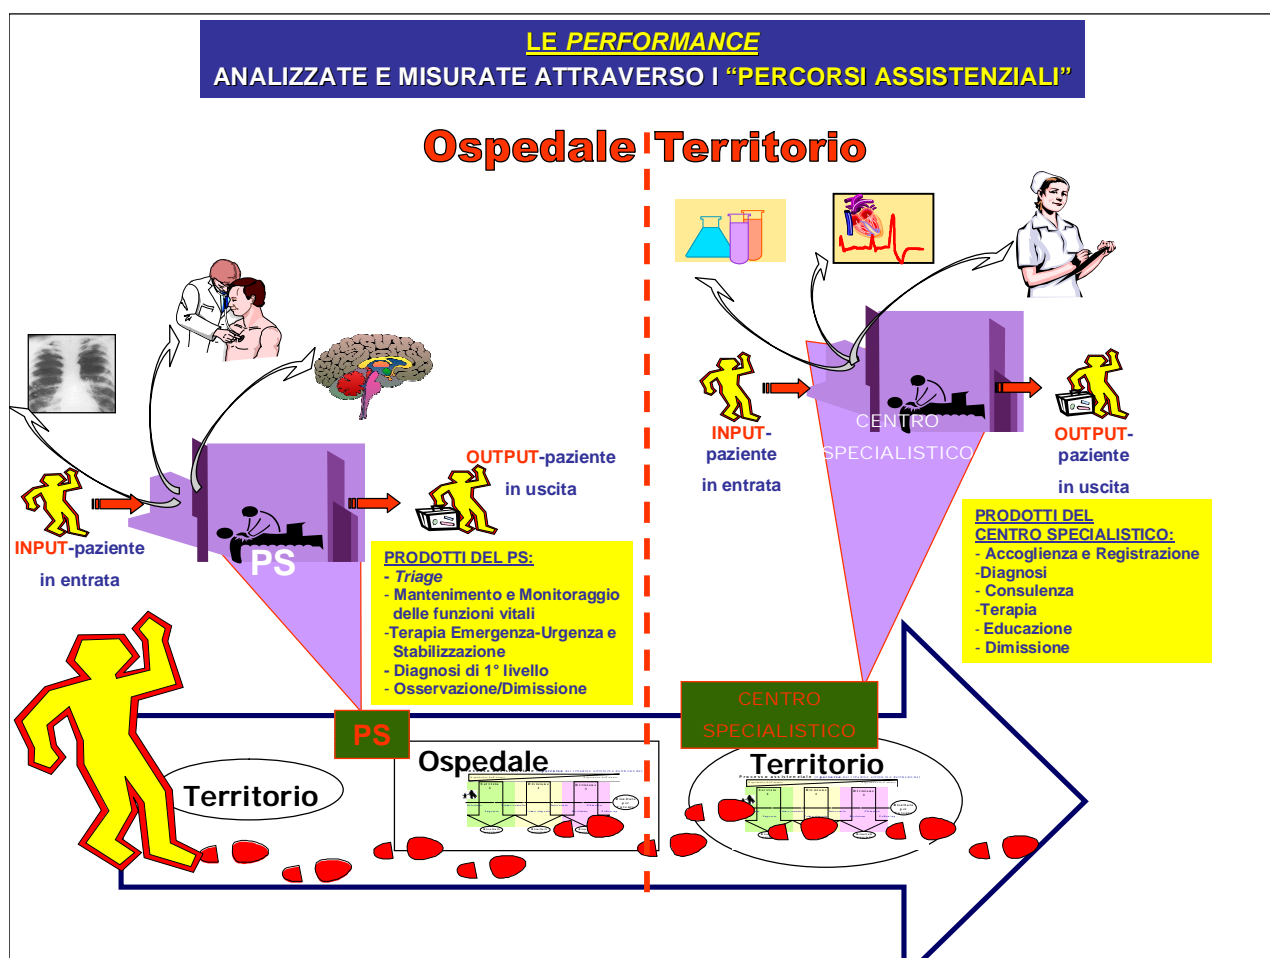 LE PERFORMANCE
ANALIZZATE E MISURATE ATTRAVERSO I “PERCORSI ASSISTENZIALI”
Ospedale Territorio
INPUT-paziente
in entrata
PS
OUTPUT-paziente
in uscita
PRODOTTI DEL PS:
- Triage
- Mantenimento e Monitoraggio
delle funzioni vitali
-Terapia Emergenza-Urgenza e
Stabilizzazione
- Diagnosi di 1° livello
- Osservazione/Dimissione
INPUT-
paziente
in entrata
CENTRO
SPECIALISTICO
OUTPUT-
paziente
in uscita
PRODOTTI DEL
CENTRO SPECIALISTICO:
- Accoglienza e Registrazione
-Diagnosi
- Consulenza
-Terapia
- Educazione
- Dimissione
PS
CENTRO
SPECIALISTICO
Territorio
Ospedale
Territorio
Processo assistenziale